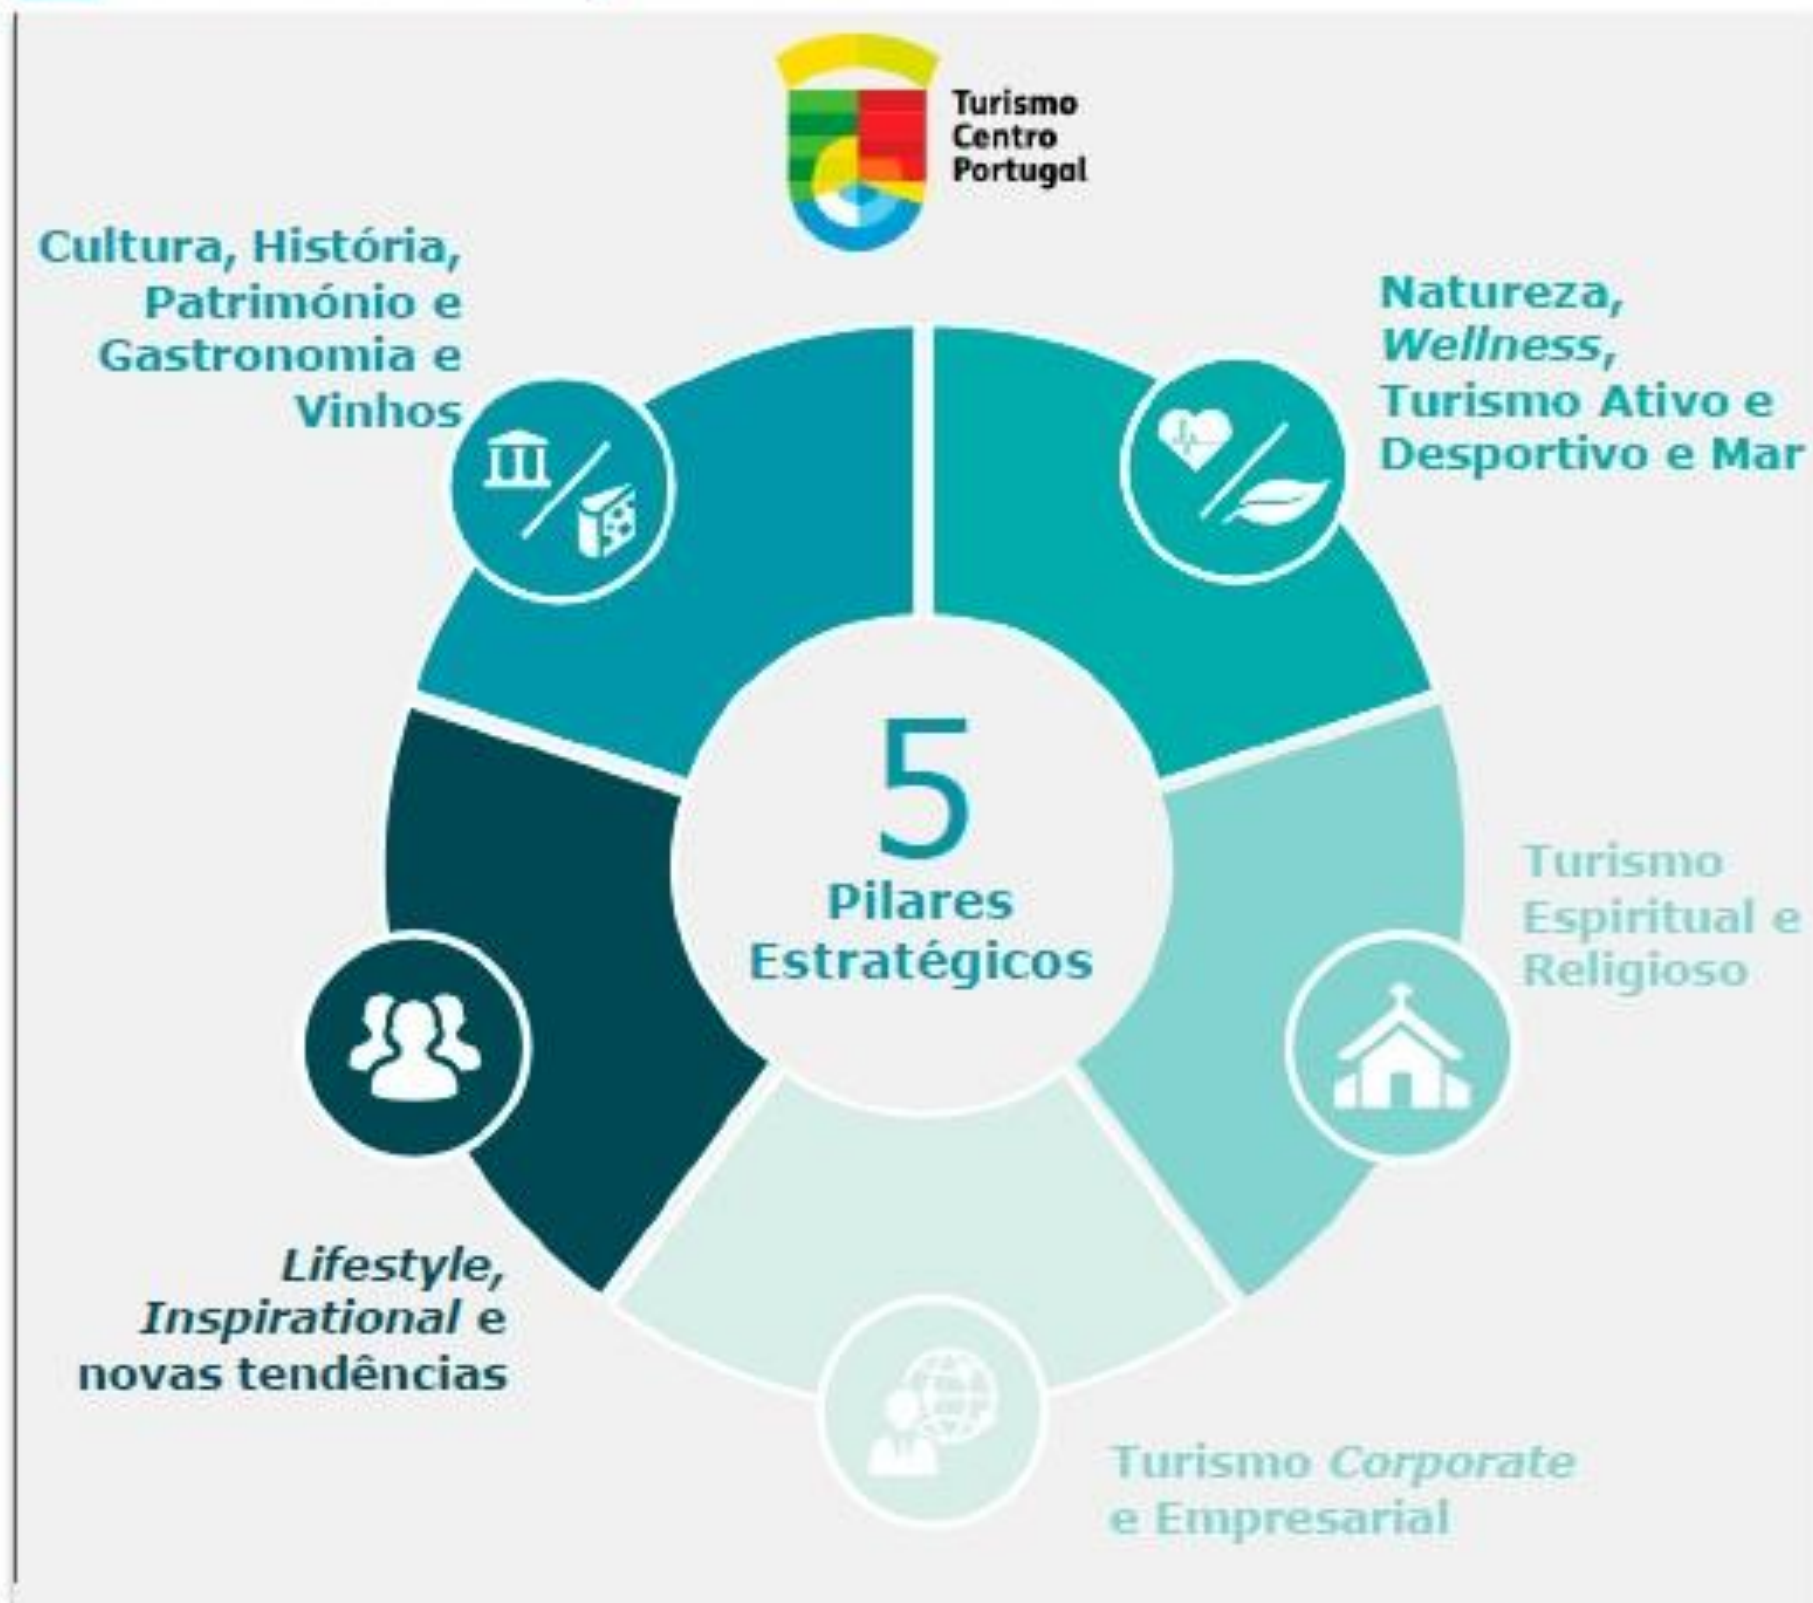 Turismo
Centro
Portugal
Cultura, História,
Património e
Gastronomia e
Vinhos
Natureza,
Wellness,
Turismo Ativo e
Desportivo e Mar
5
Pilares
Estratégicos
Turismo
Espiritual e
Religioso
Lifestyle,
Inspirational e
novas tendências
Turismo Corporate
e Empresarial